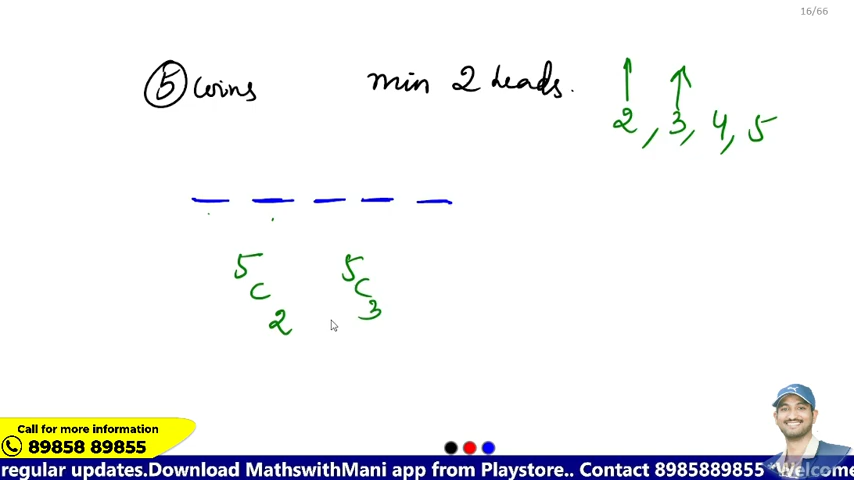 16/66
5 coins min 2 heads.
2, 3, 4, 5
5C2 5C3
Call for more information
89858 89855
regular updates.Download MathswithMani app from Playstore.. Contact 8985889855 Welcome